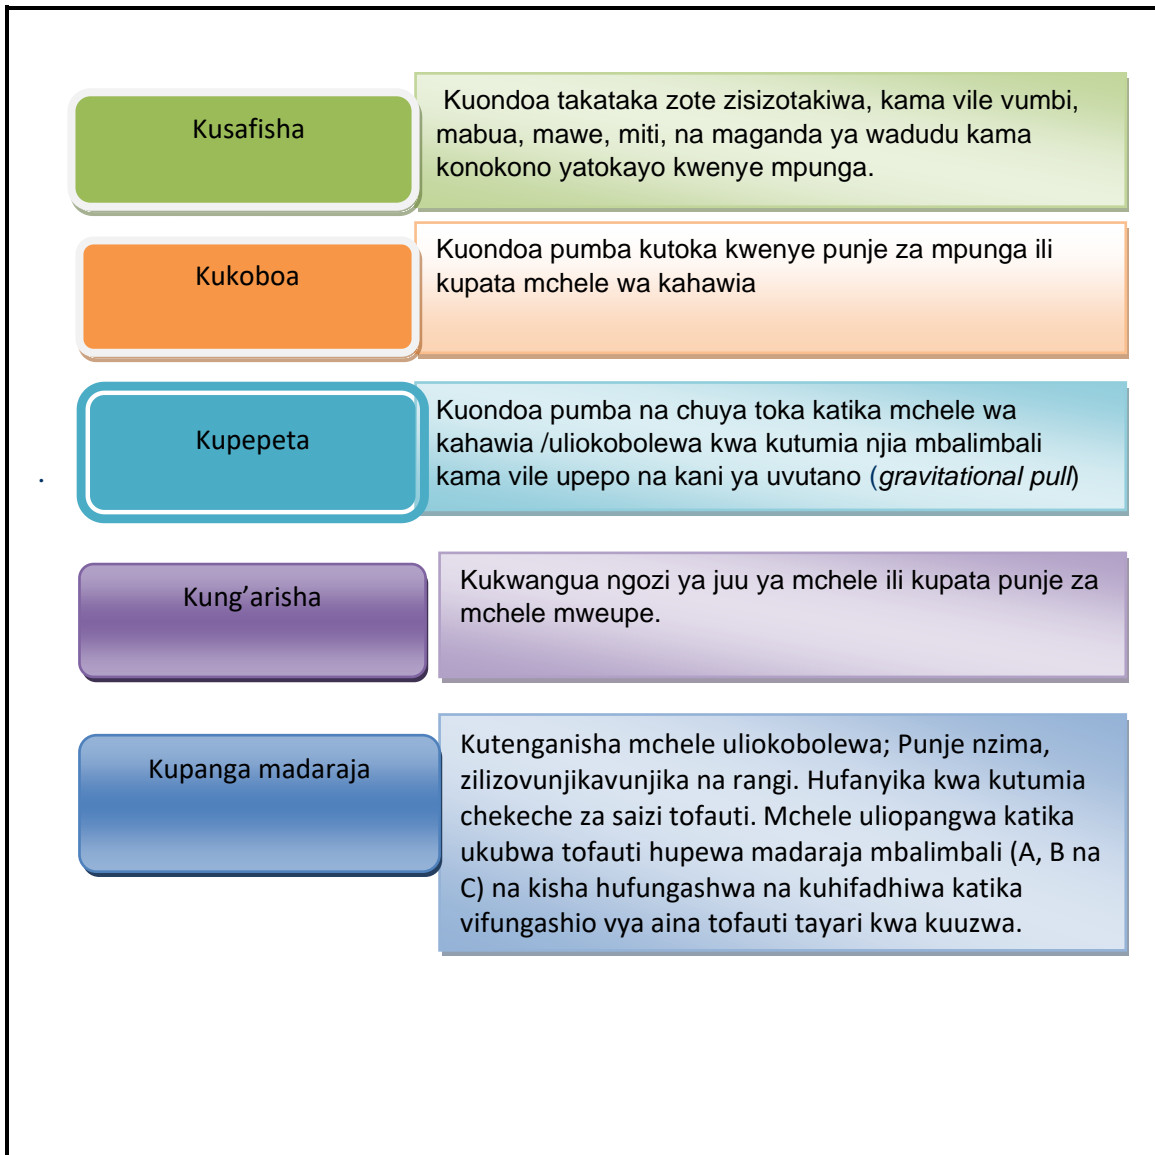 Kusafisha
Kuondoa takataka zote zisizotakiwa, kama vile vumbi,
mabua, mawe, miti, na maganda ya wadudu kama
konokono yatokayo kwenye mpunga.
Kukoboa
Kuondoa pumba kutoka kwenye punje za mpunga ili
kupata mchele wa kahawia
Kupepeta
Kuondoa pumba na chuya toka katika mchele wa
kahawia /uliokobolewa kwa kutumia njia mbalimbali
kama vile upepo na kani ya uvutano (gravitational pull)
.
Kung’arisha
Kukwangua ngozi ya juu ya mchele ili kupata punje za
mchele mweupe.
Kupanga madaraja
Kutenganisha mchele uliokobolewa; Punje nzima,
zilizovunjikavunjika na rangi. Hufanyika kwa kutumia
chekeche za saizi tofauti. Mchele uliopangwa katika
ukubwa tofauti hupewa madaraja mbalimbali (A, B na
C) na kisha hufungashwa na kuhifadhiwa katika
vifungashio vya aina tofauti tayari kwa kuuzwa.